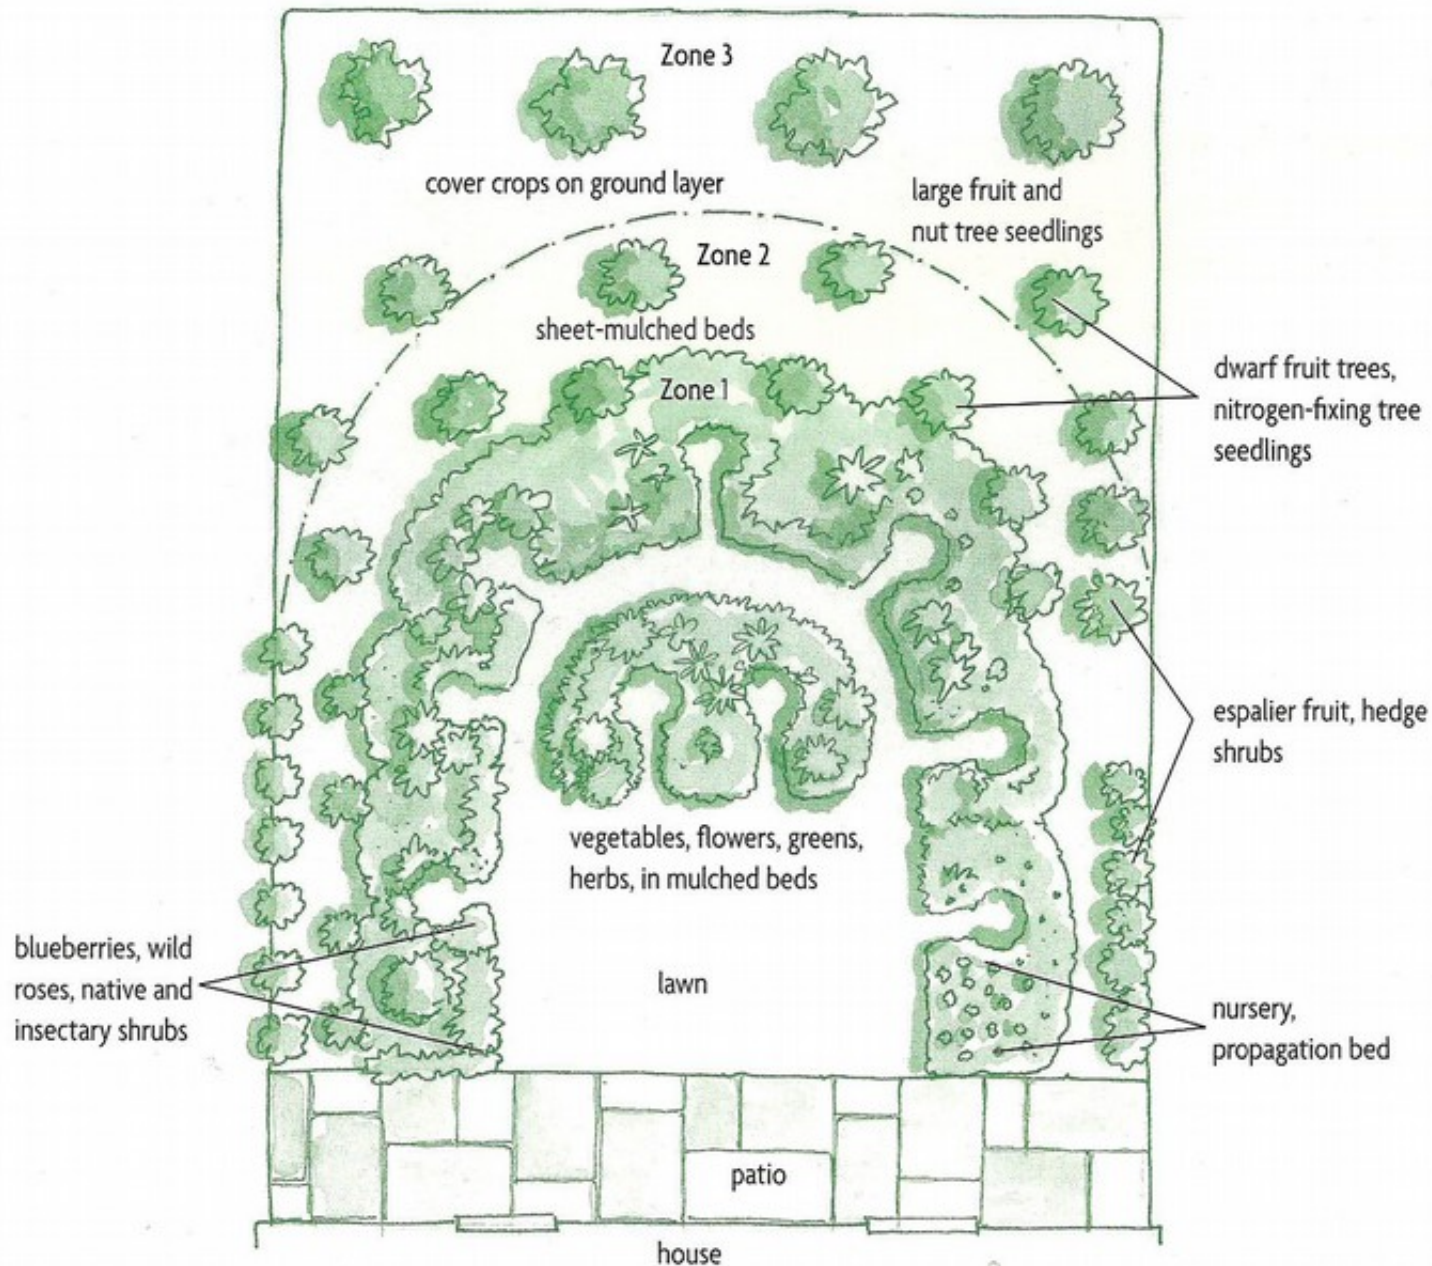 Zone 3
cover crops on ground layer
large fruit and
nut tree seedlings
Zone 2
sheet-mulched beds
Zone 1
dwarf fruit trees,
nitrogen-fixing tree
seedlings
espalier fruit, hedge
shrubs
vegetables, flowers, greens,
herbs, in mulched beds
blueberries, wild
roses, native and
insectary shrubs
lawn
nursery,
propagation bed
patio
house